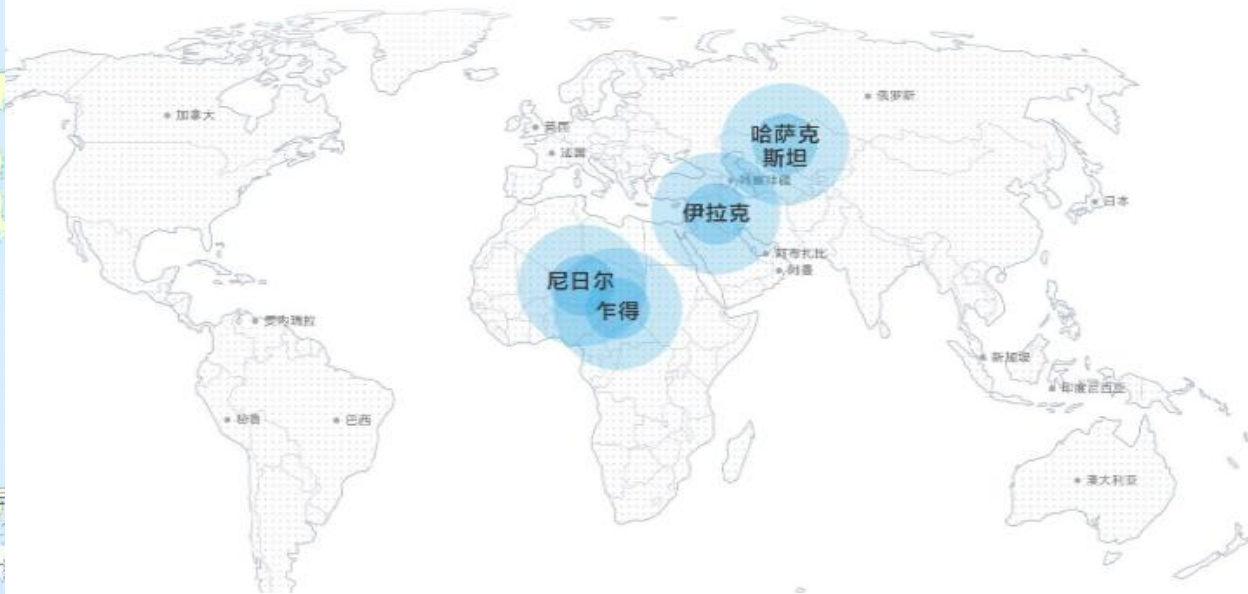 俄罗斯
加拿大
英国
哈萨克
斯坦
法国
日本
伊拉克
阿布扎比
阿曼
尼日尔
乍得
委内瑞拉
新加坡
印度尼西亚
秘鲁
巴西
澳大利亚